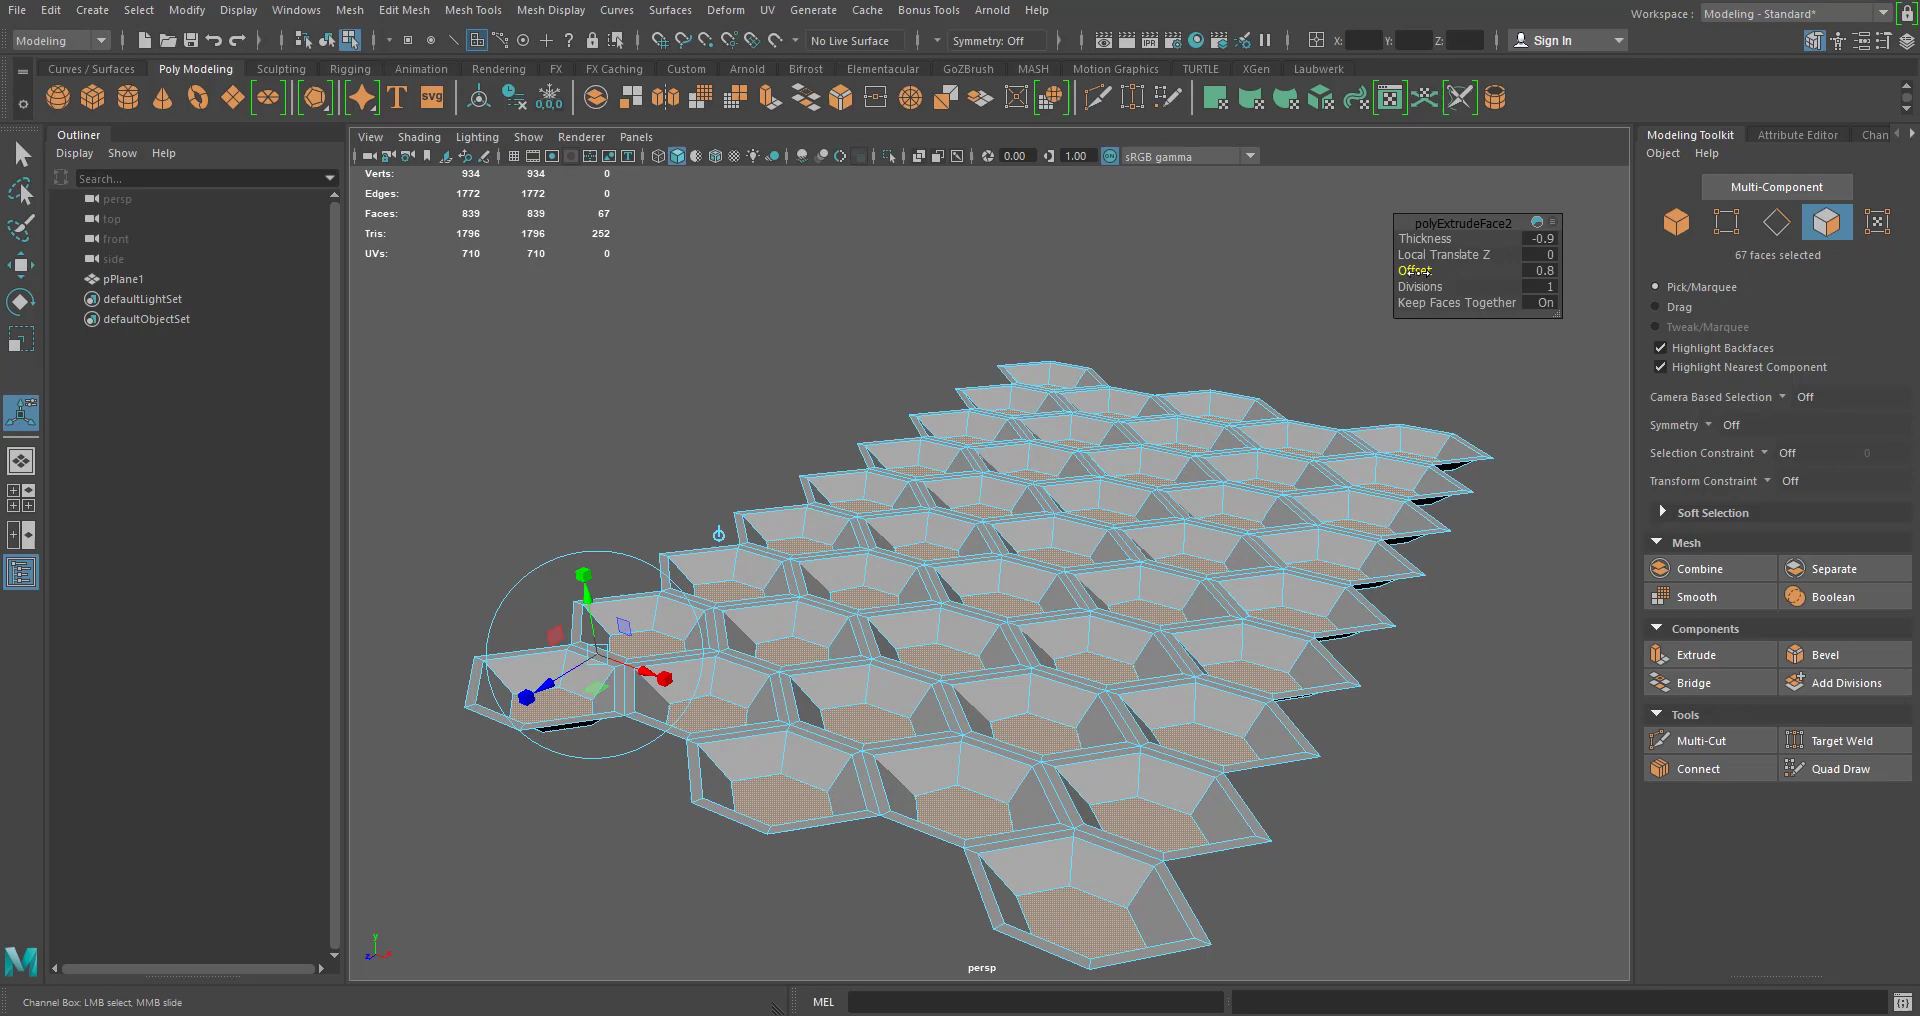 File Edit Create Select Modify Display Windows Mesh Edit Mesh Mesh Tools Mesh Display Curves Surfaces Deform UV Generate Cache Bonus Tools Arnold Help
Workspace : Modeling - Standard*
Modeling No Live Surface Symmetry: Off X: Y: Z: Sign In
Curves / Surfaces Poly Modeling Sculpting Rigging Animation Rendering FX FX Caching Custom Arnold Bifrost Elementacular GoZBrush MASH Motion Graphics TURTLE XGen Laubwerk
T SVG 0,0,0
Outliner
Display Show Help
Search...
persp
top
front
side
pPlane1
defaultLightSet
defaultObjectSet
View Shading Lighting Show Renderer Panels
0.00 1.00 ON sRGB gamma
Verts: 934 934 0
Edges: 1772 1772 0
Faces: 839 839 67
Tris: 1796 1796 252
UVs: 710 710 0
polyExtrudeFace2
Thickness -0.9
Local Translate Z 0
Offset 0.8
Divisions 1
Keep Faces Together On
y
z
persp
Modeling Toolkit Attribute Editor Chan
Object Help
Multi-Component
67 faces selected
Pick/Marquee
Drag
Tweak/Marquee
Highlight Backfaces
Highlight Nearest Component
Camera Based Selection Off
Symmetry Off
Selection Constraint Off 0
Transform Constraint Off
Soft Selection
Mesh
Combine Separate
Smooth Boolean
Components
Extrude Bevel
Bridge Add Divisions
Tools
Multi-Cut Target Weld
Connect Quad Draw
M
Channel Box: LMB select, MMB slide
MEL